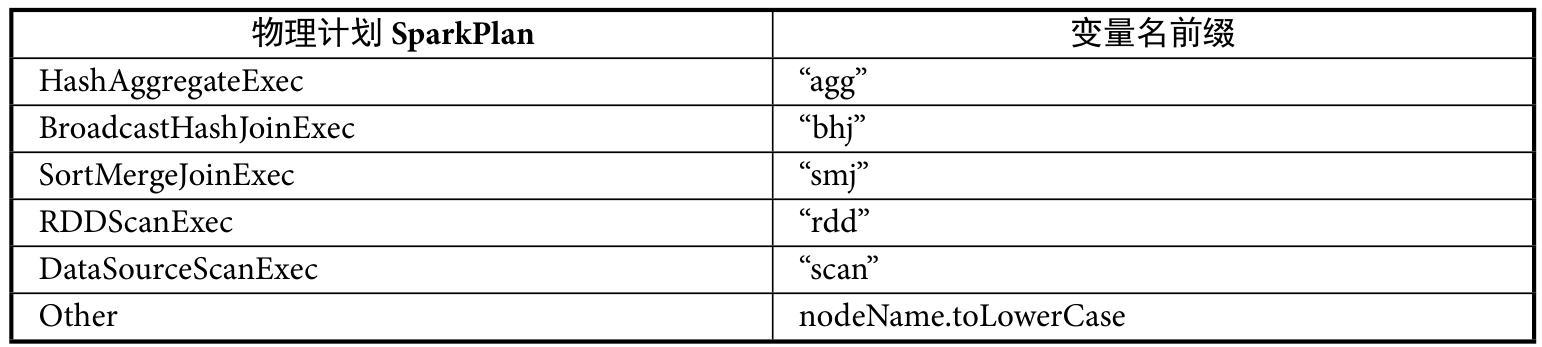 物理计划 SparkPlan 变量名前缀
HashAggregateExec “agg”
BroadcastHashJoinExec “bhj”
SortMergeJoinExec “smj”
RDDScanExec “rdd”
DataSourceScanExec “scan”
Other nodeName.toLowerCase